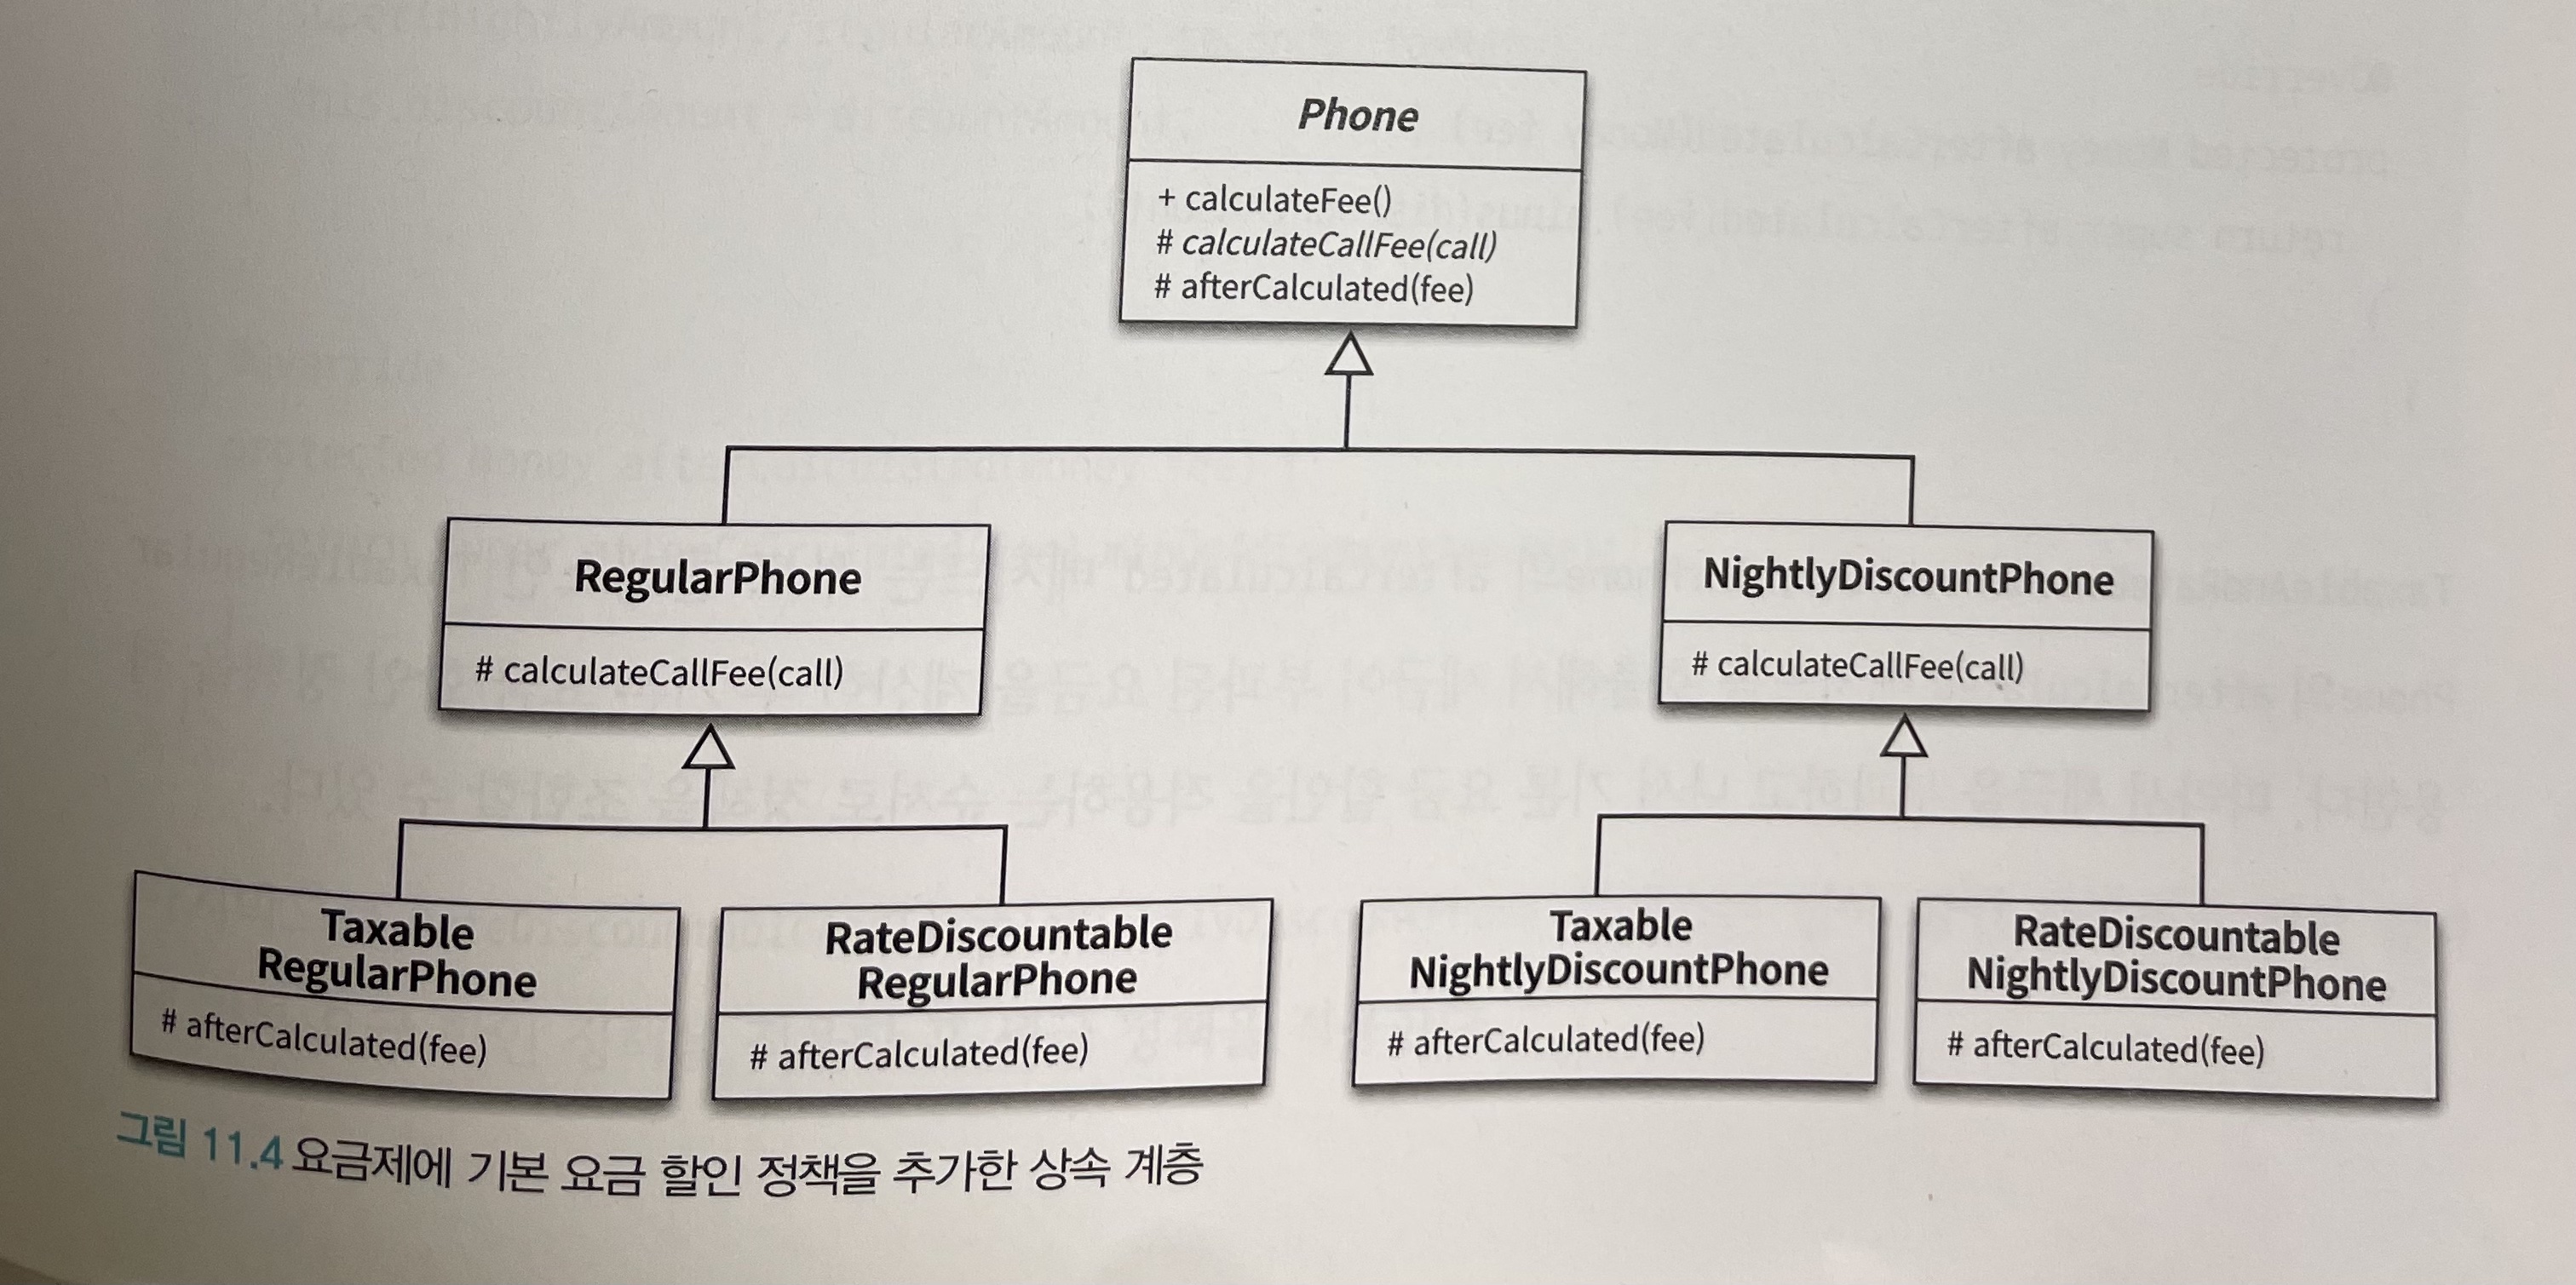 Phone
+ calculateFee()
# calculateCallFee(call)
# afterCalculated(fee)
RegularPhone
# calculateCallFee(call)
NightlyDiscountPhone
# calculateCallFee(call)
Taxable
RegularPhone
# afterCalculated(fee)
RateDiscountable
RegularPhone
# afterCalculated(fee)
Taxable
NightlyDiscountPhone
# afterCalculated(fee)
RateDiscountable
NightlyDiscountPhone
# afterCalculated(fee)
그림 11.4 요금제에 기본 요금 할인 정책을 추가한 상속 계층